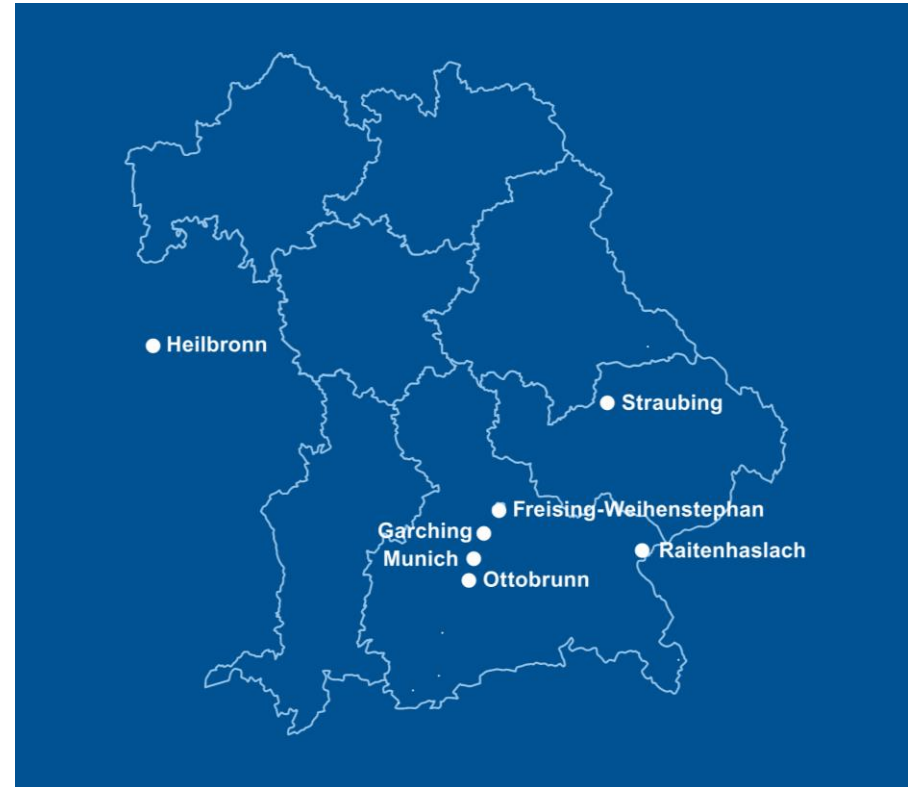 Heilbronn
Straubing
Freising-Weihenstephan
Garching
Munich
Raitenhaslach
Ottobrunn